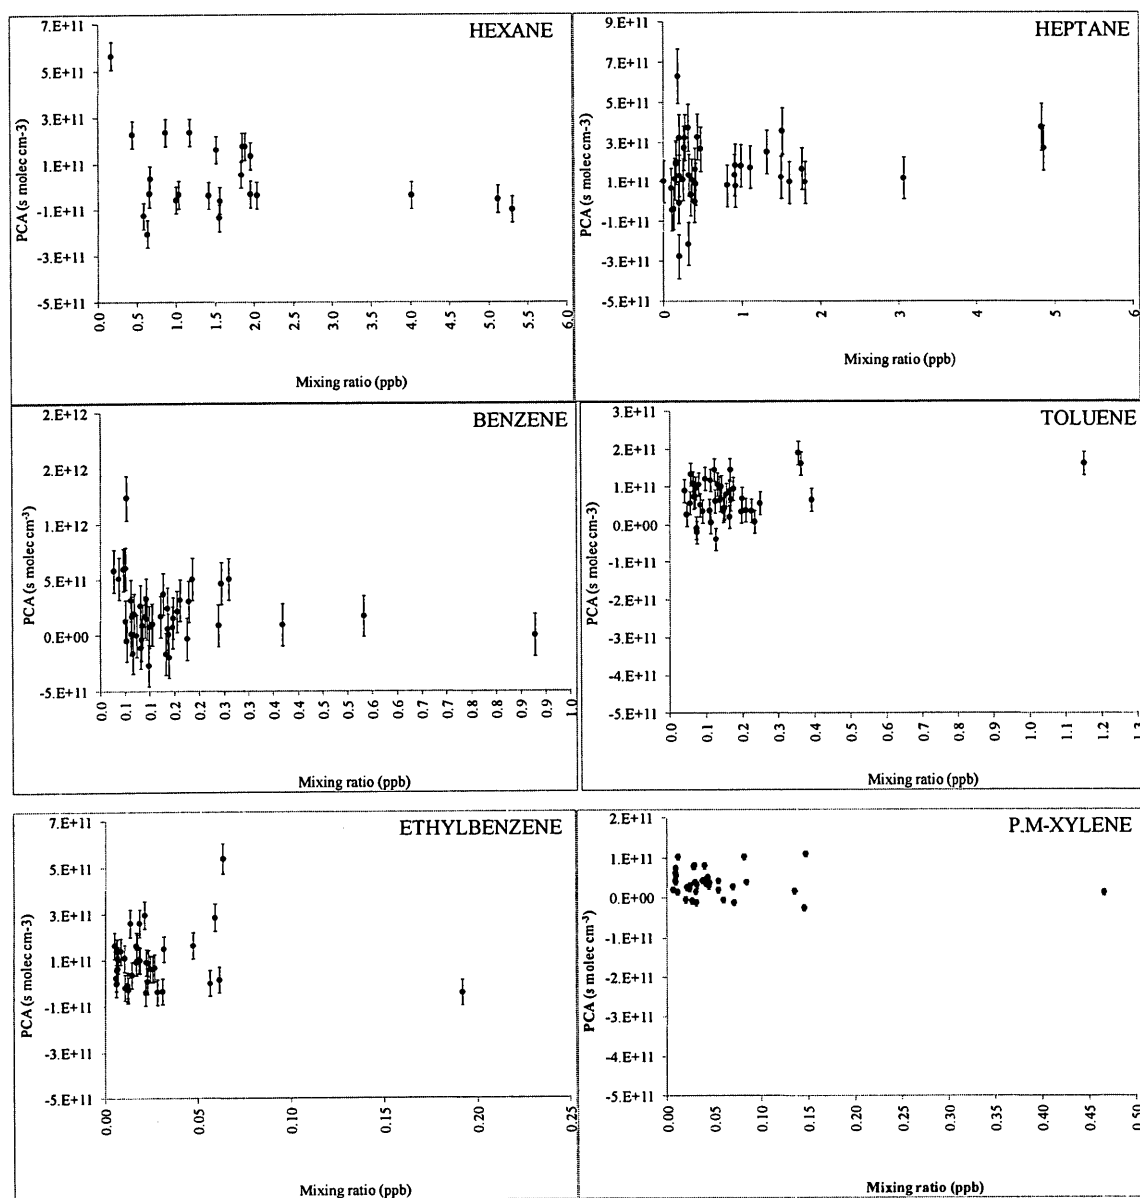 HEXANE
7.E+11
5.E+11
3.E+11
1.E+11
-1.E+11
-3.E+11
-5.E+11
PCA (s molec cm-3)
0.0 0.5 1.0 1.5 2.0 2.5 3.0 3.5 4.0 4.5 5.0 5.5 6.0
Mixing ratio (ppb)
HEPTANE
9.E+11
7.E+11
5.E+11
3.E+11
1.E+11
-1.E+11
-3.E+11
-5.E+11
PCA (s molec cm-3)
0 1 2 3 4 5 6
Mixing ratio (ppb)
BENZENE
2.E+12
2.E+12
1.E+12
5.E+11
0.E+00
-5.E+11
PCA (s molec cm⁻³)
0.0 0.1 0.1 0.2 0.2 0.3 0.3 0.4 0.4 0.5 0.5 0.6 0.6 0.7 0.7 0.8 0.8 0.9 0.9 1.0
Mixing ratio (ppb)
TOLUENE
3.E+11
2.E+11
1.E+11
0.E+00
-1.E+11
-2.E+11
-3.E+11
-4.E+11
-5.E+11
PCA (s molec cm-3)
0.0 0.1 0.2 0.3 0.4 0.5 0.6 0.7 0.8 0.9 1.0 1.1 1.2 1.3
Mixing ratio (ppb)
ETHYLBENZENE
7.E+11
5.E+11
3.E+11
1.E+11
-1.E+11
-3.E+11
-5.E+11
PCA (s molec cm-3)
0.00 0.05 0.10 0.15 0.20 0.25
Mixing ratio (ppb)
P.M-XYLENE
2.E+11
1.E+11
0.E+00
-1.E+11
-2.E+11
-3.E+11
-4.E+11
-5.E+11
PCA (s molec cm⁻³)
0.00 0.05 0.10 0.15 0.20 0.25 0.30 0.35 0.40 0.45 0.50
Mixing ratio (ppb)